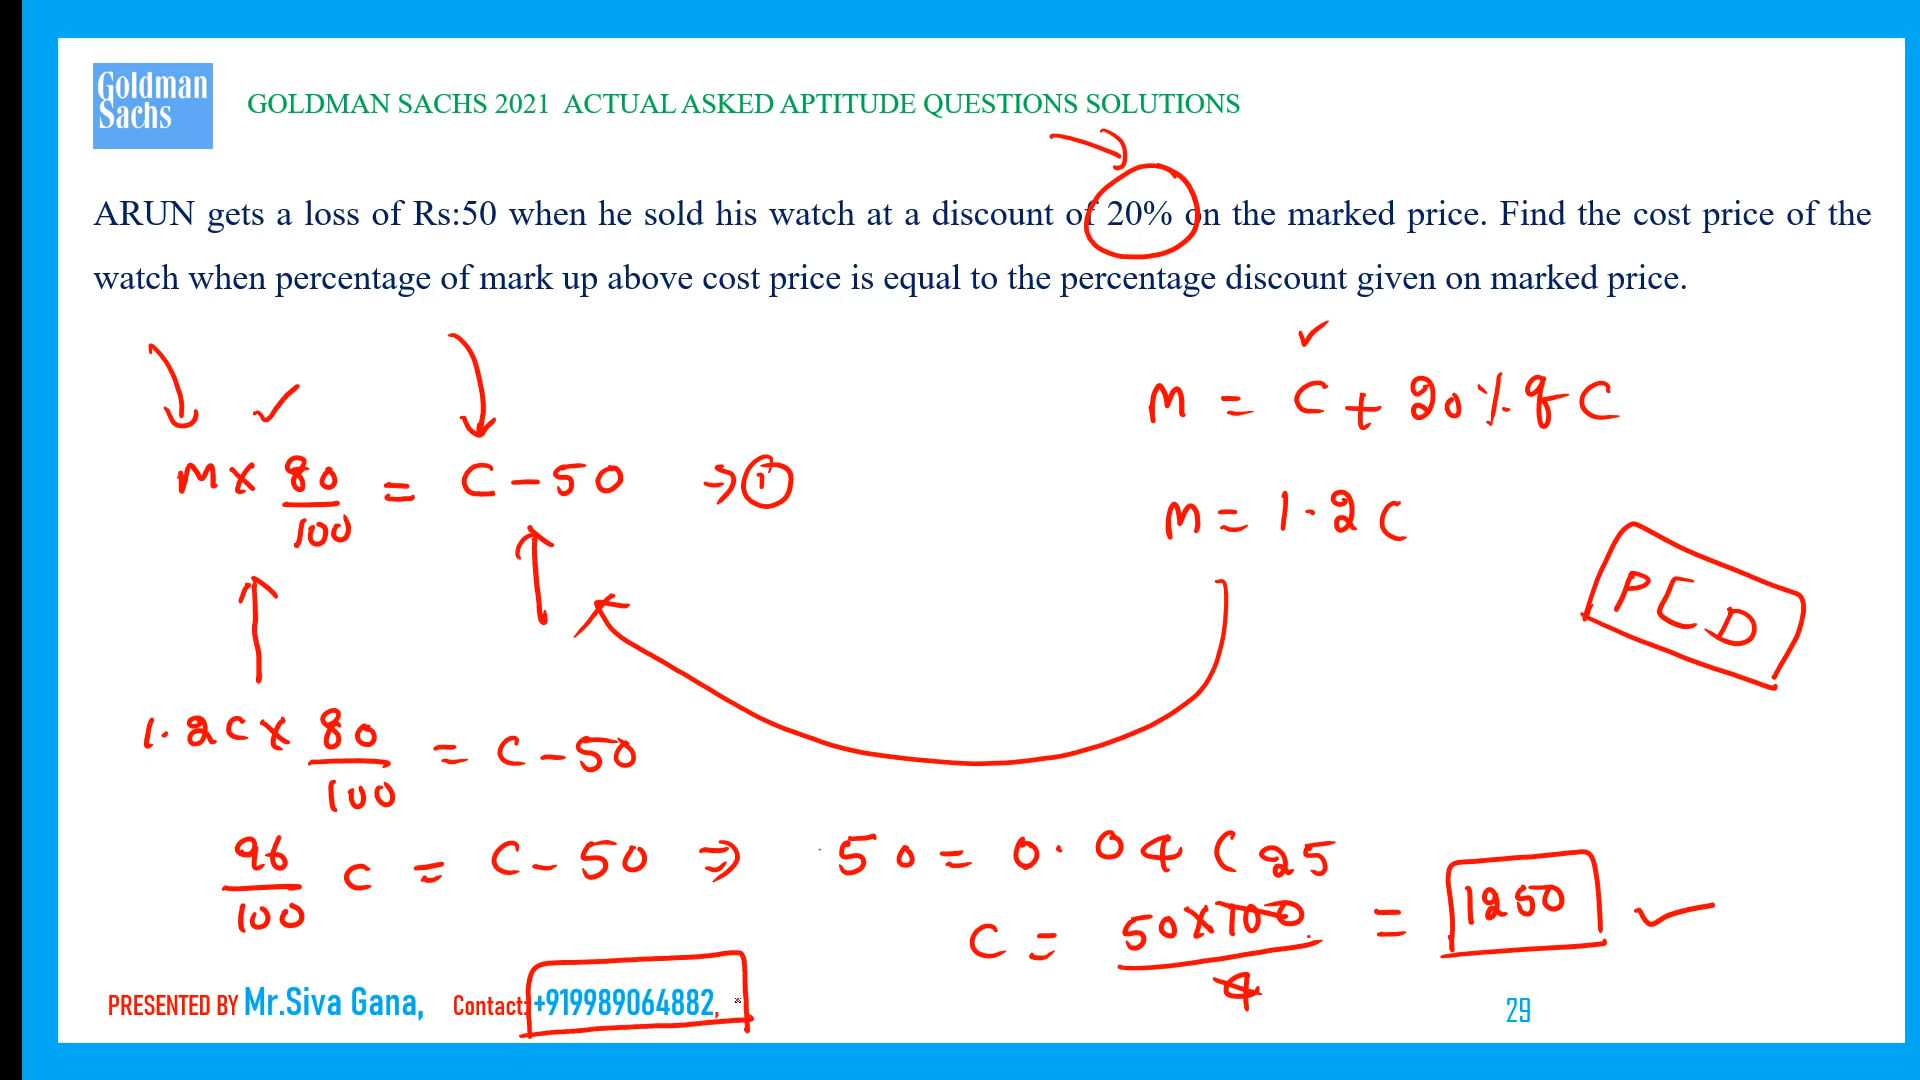 Goldman
Sachs
GOLDMAN SACHS 2021 ACTUAL ASKED APTITUDE QUESTIONS SOLUTIONS
ARUN gets a loss of Rs:50 when he sold his watch at a discount of 20% on the marked price. Find the cost price of the
watch when percentage of mark up above cost price is equal to the percentage discount given on marked price.
M = C + 20% of C
M × 80/100 = C - 50 ⇒ ①
M = 1.2 C
PCD
1.2C × 80/100 = C - 50
96/100 C = C - 50 ⇒ 50 = 0.04 C
25
C = 50×100/4 = 1250
PRESENTED BY Mr.Siva Gana, Contact:+919989064882,
29